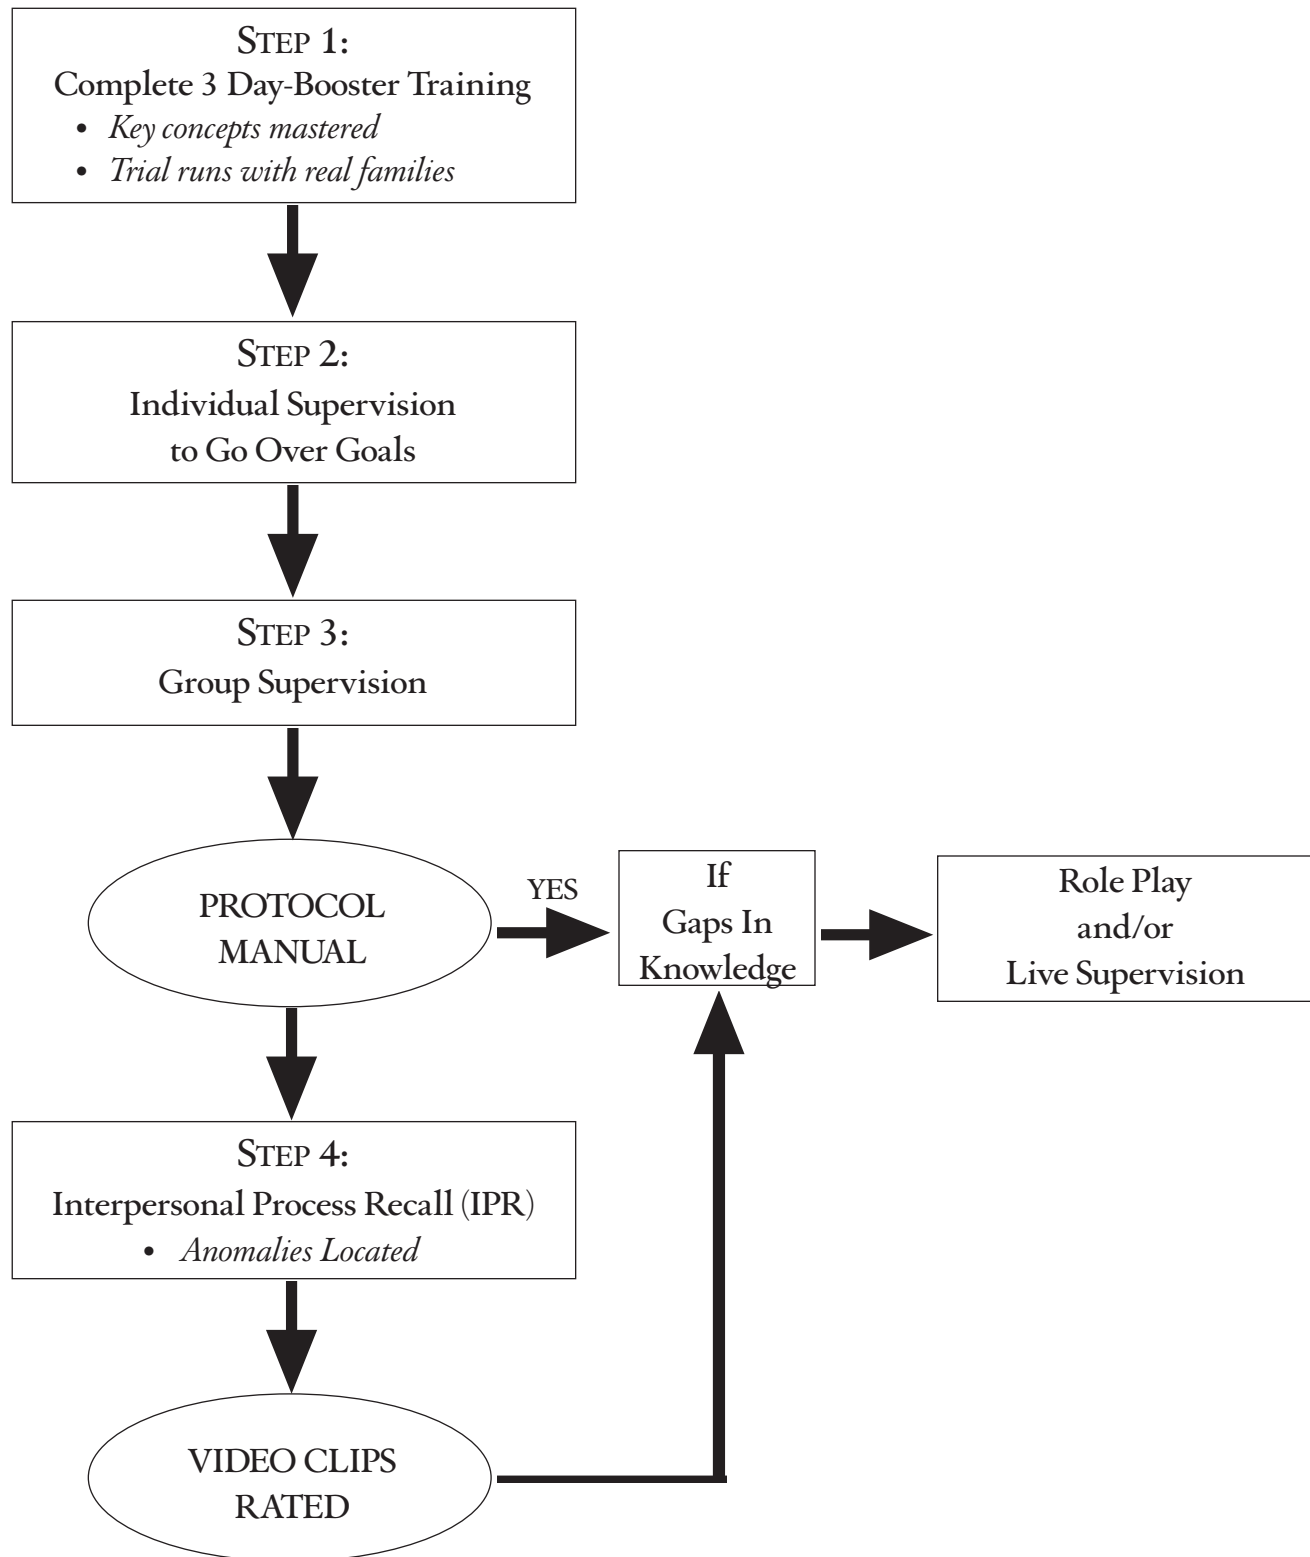 STEP 1:
Complete 3 Day-Booster Training
• Key concepts mastered
• Trial runs with real families
STEP 2:
Individual Supervision
to Go Over Goals
STEP 3:
Group Supervision
PROTOCOL
MANUAL
YES
If
Gaps In
Knowledge
Role Play
and/or
Live Supervision
STEP 4:
Interpersonal Process Recall (IPR)
• Anomalies Located
VIDEO CLIPS
RATED